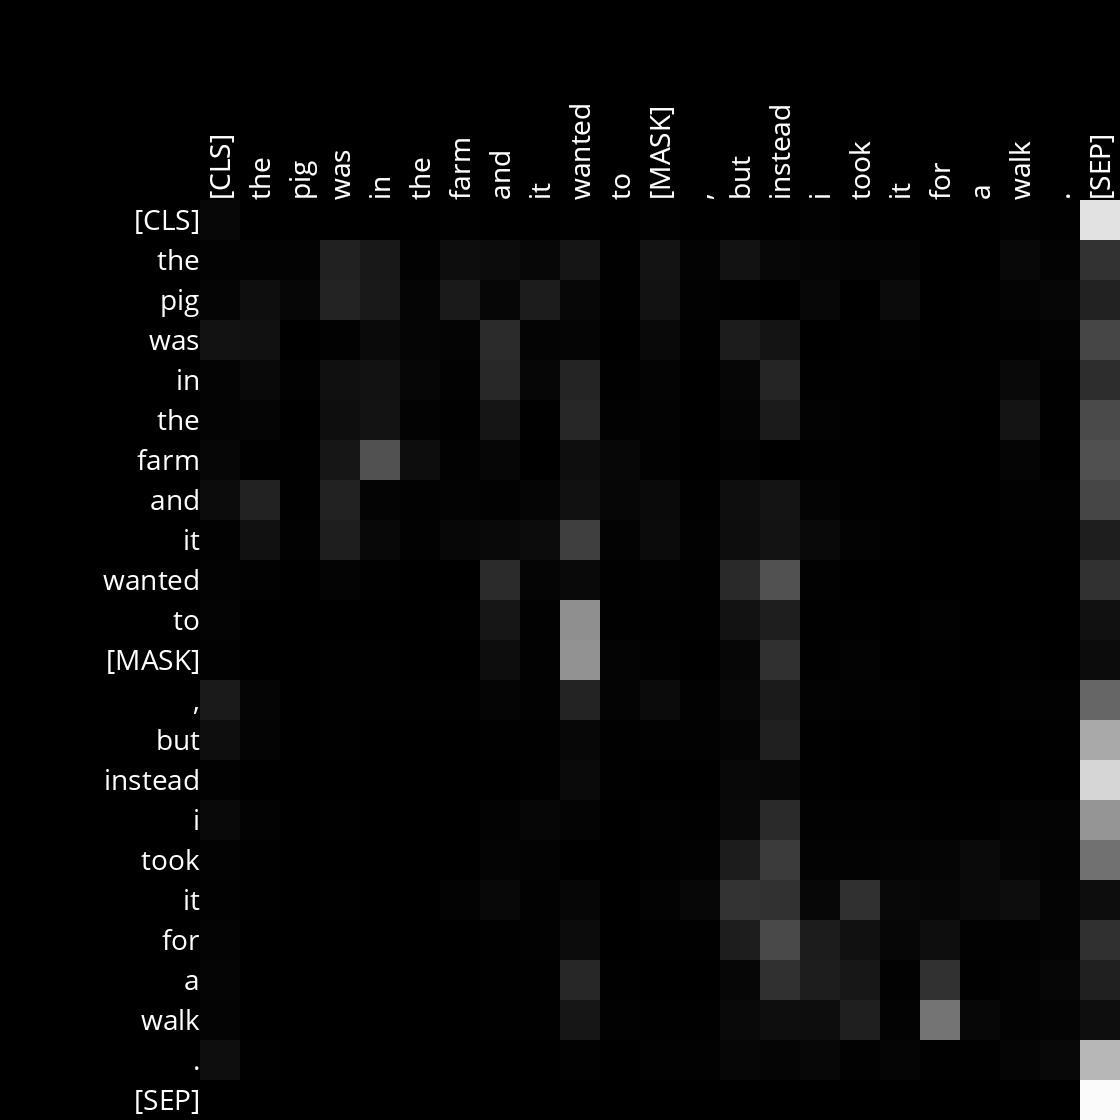 [CLS] the pig was in the farm and it wanted to [MASK] , but instead i took it for a walk . [SEP]
[CLS]
the
pig
was
in
the
farm
and
it
wanted
to
[MASK]
,
but
instead
i
took
it
for
a
walk
.
[SEP]